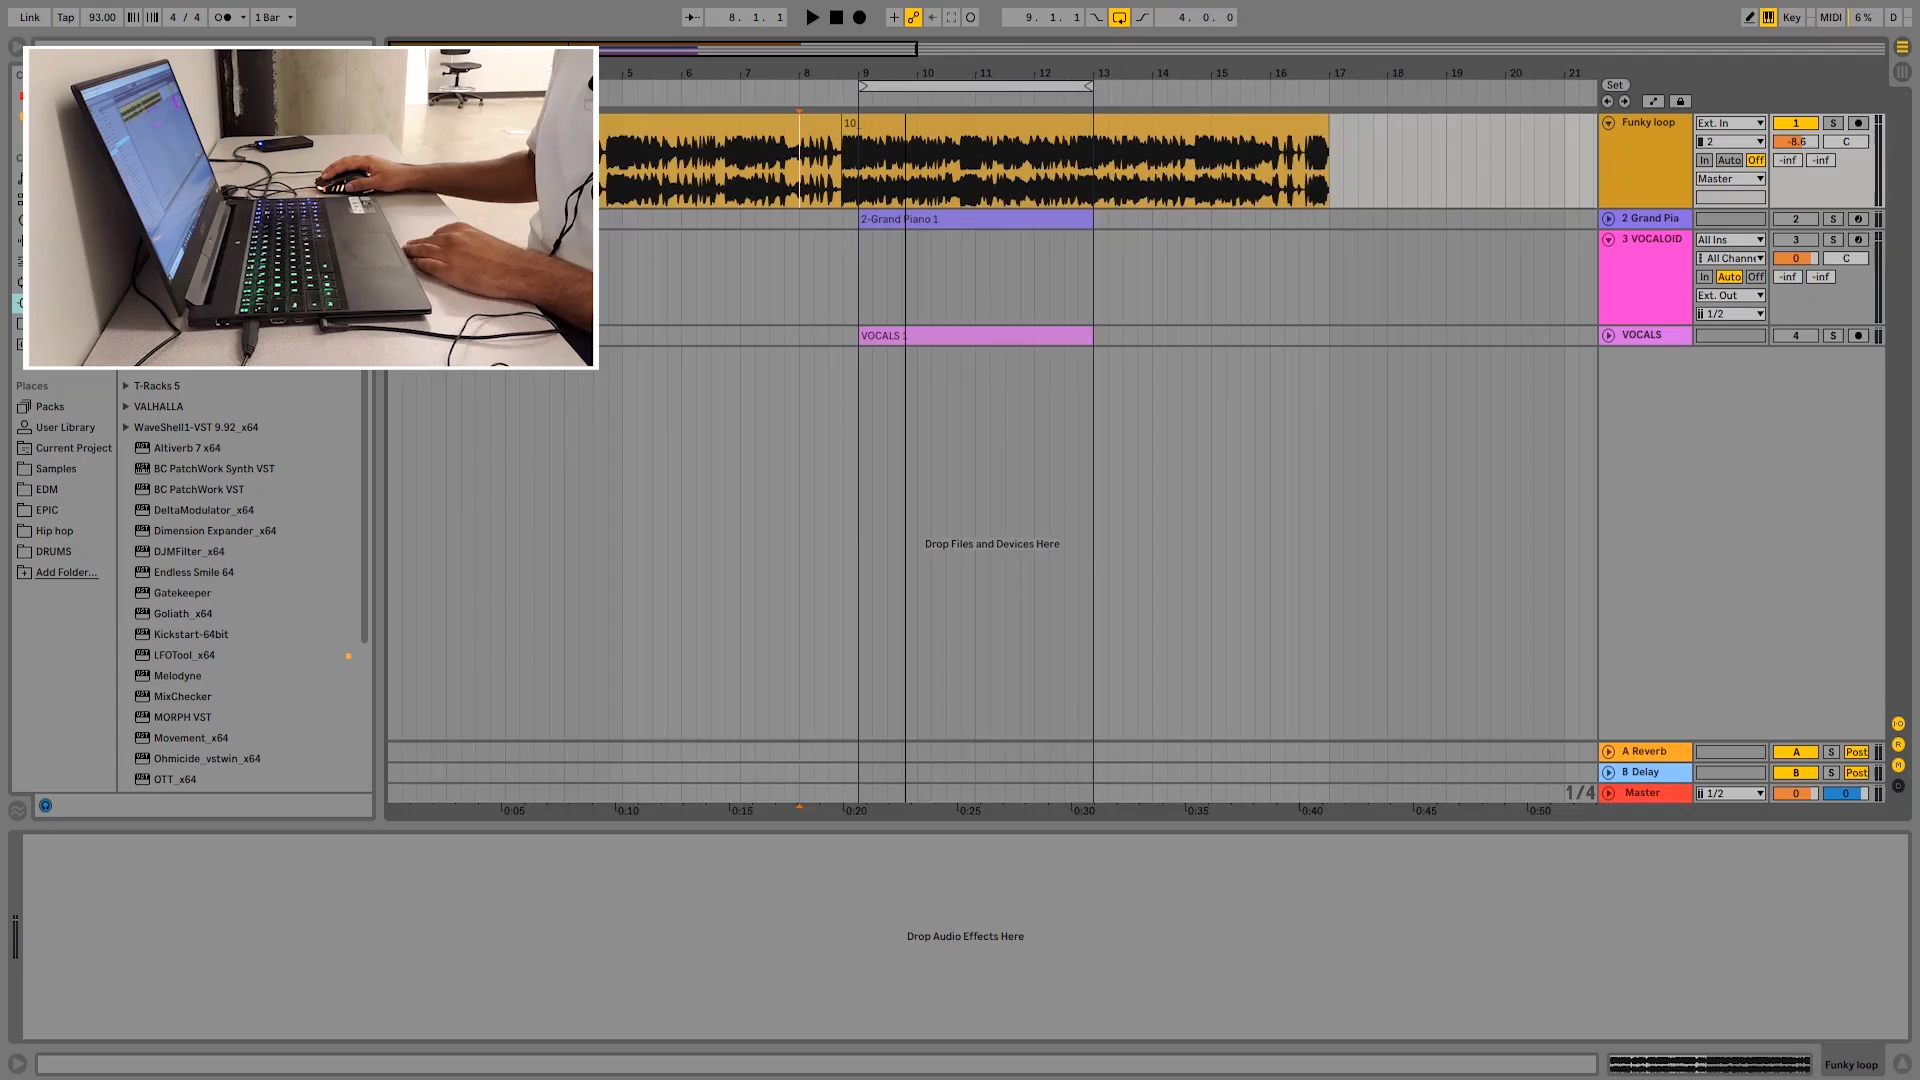 Link Tap 93.00 4 / 4 1 Bar 8. 1. 1 9. 1. 1 4. 0. 0 Key MIDI 6 % D
5 6 7 8 9 10 11 12 13 14 15 16 17 18 19 20 21
Set
10
Funky loop Ext. In 1 S
2 -8.6 C
In Auto Off -inf -inf
Master
2-Grand Piano 1
2 Grand Pia 2 S
3 VOCALOID All Ins 3 S
All Channe 0 C
In Auto Off -inf -inf
Ext. Out
1/2
VOCALS 1
VOCALS 4 S
Places
Packs
User Library
Current Project
Samples
EDM
EPIC
Hip hop
DRUMS
Add Folder...
T-Racks 5
VALHALLA
WaveShell1-VST 9.92_x64
Altiverb 7 x64
BC PatchWork Synth VST
BC PatchWork VST
DeltaModulator_x64
Dimension Expander_x64
DJMFilter_x64
Endless Smile 64
Gatekeeper
Goliath_x64
Kickstart-64bit
LFOTool_x64
Melodyne
MixChecker
MORPH VST
Movement_x64
Ohmicide_vstwin_x64
OTT_x64
Drop Files and Devices Here
A Reverb A S Post
B Delay B S Post
1/4 Master 1/2 0 0
0:05 0:10 0:15 0:20 0:25 0:30 0:35 0:40 0:45 0:50
Drop Audio Effects Here
Funky loop